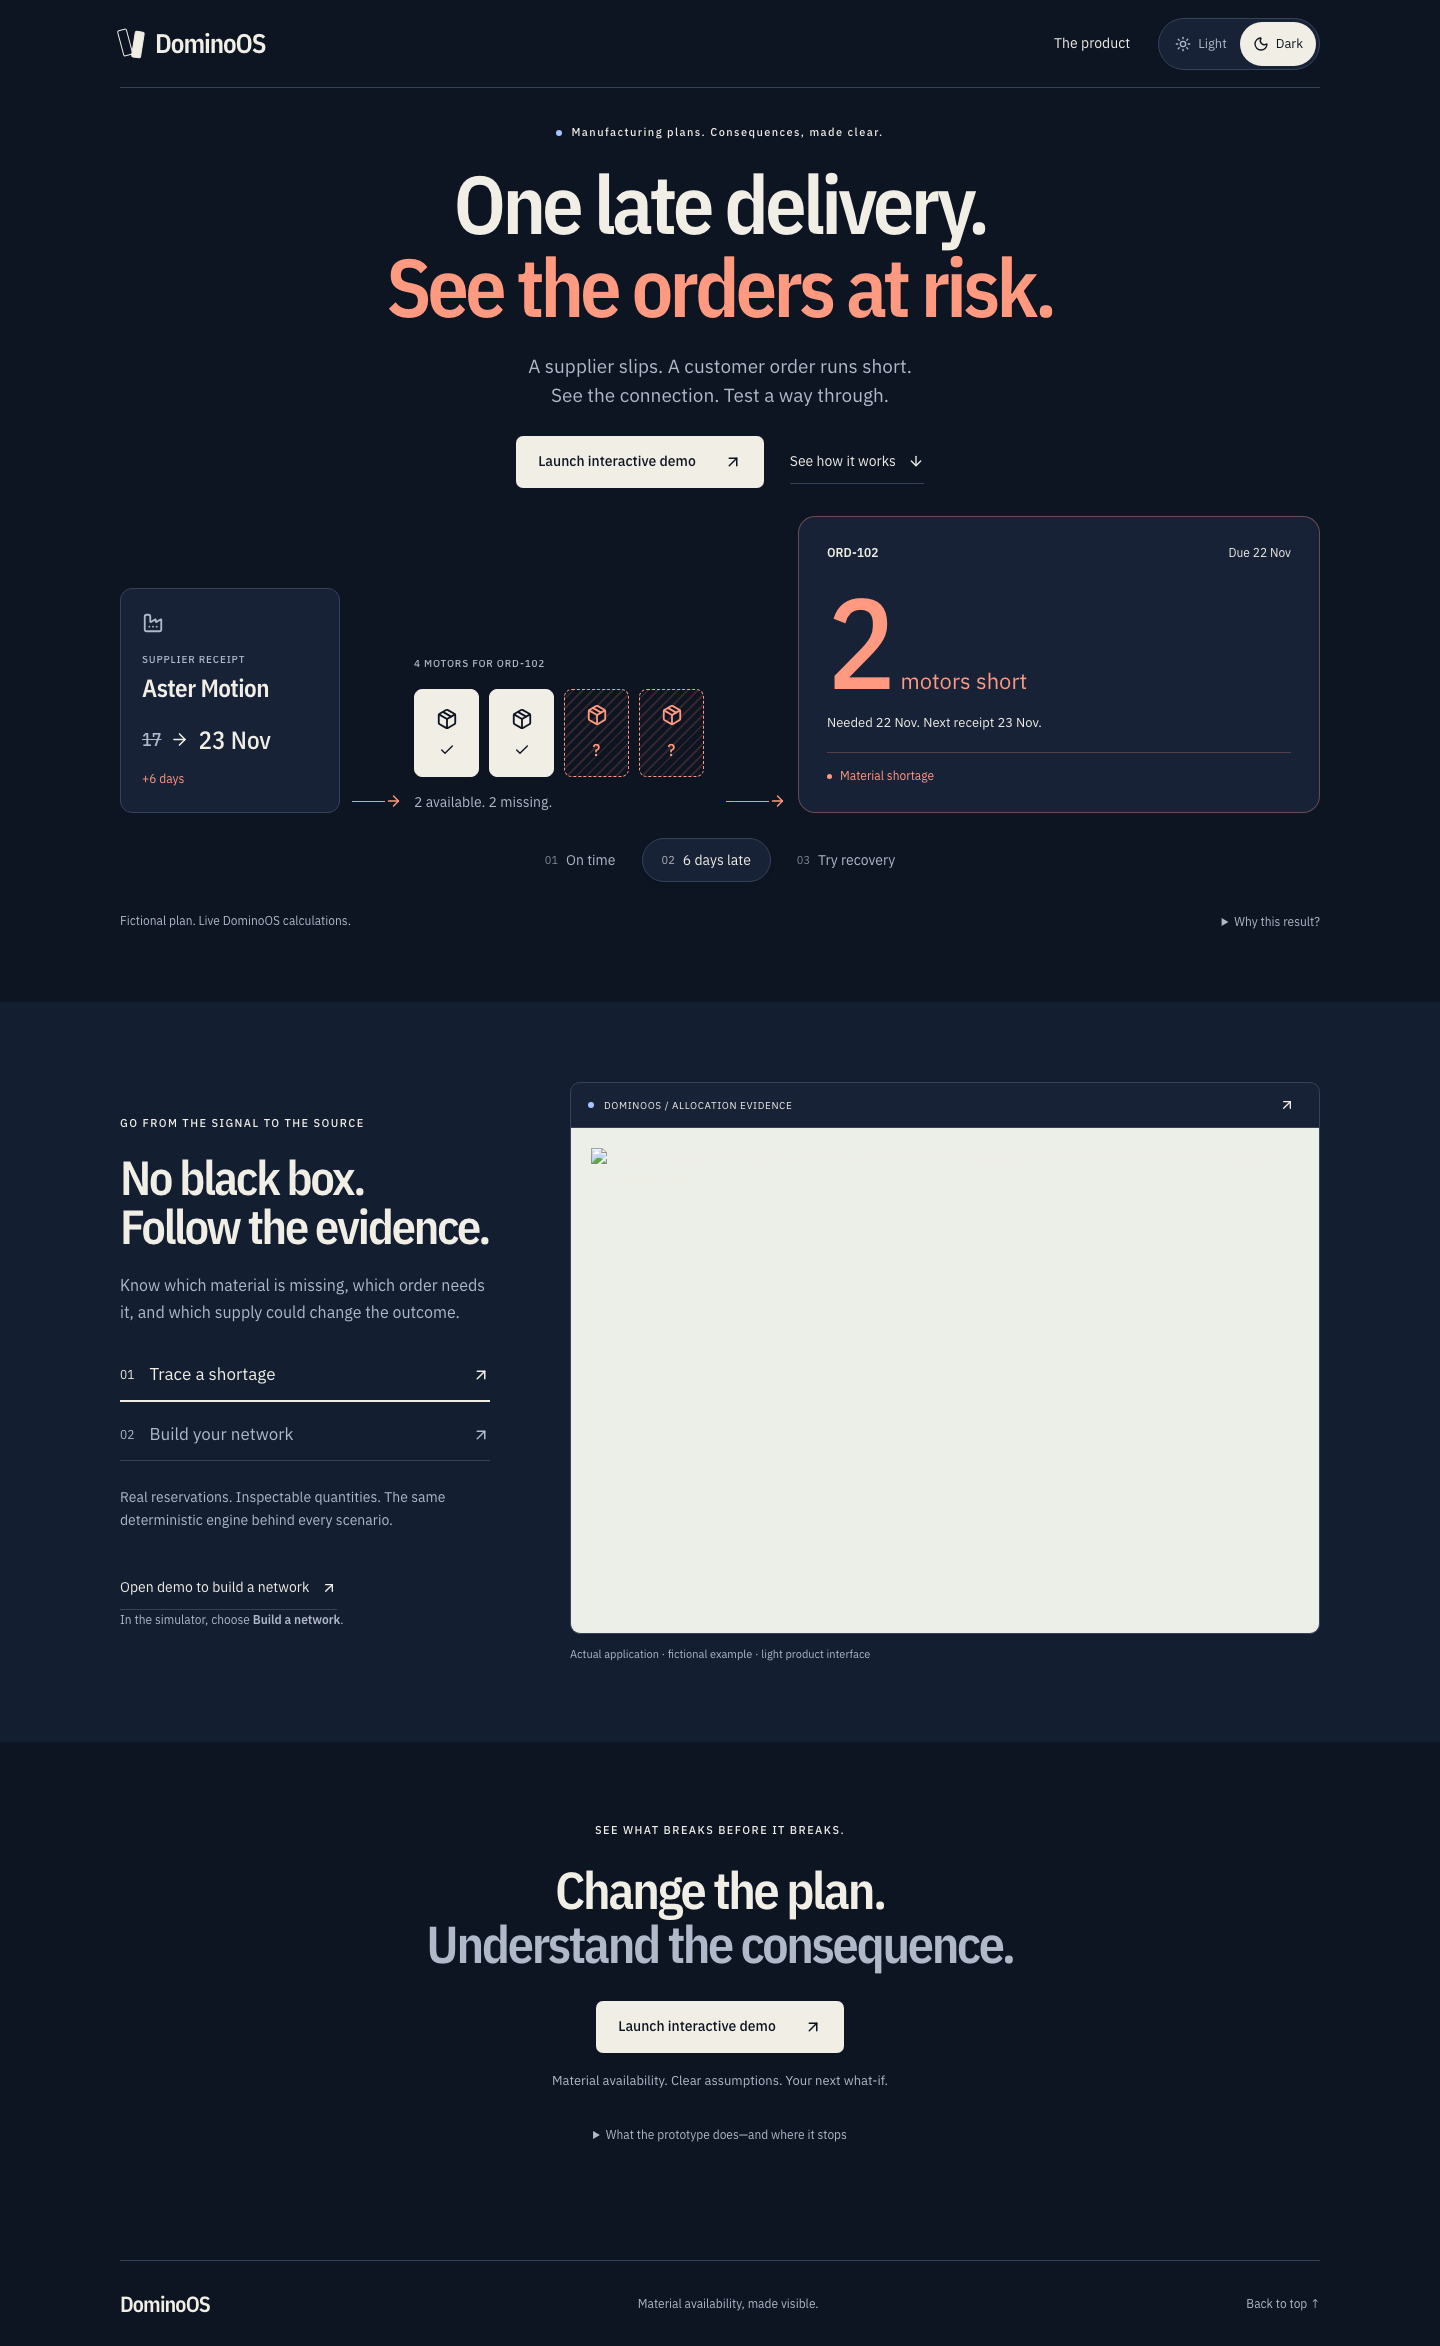 DominoOS
The product
Light
Dark
Manufacturing plans. Consequences, made clear.
One late delivery.
See the orders at risk.
A supplier slips. A customer order runs short.
See the connection. Test a way through.
Launch interactive demo
See how it works
SUPPLIER RECEIPT
Aster Motion
17 → 23 Nov
+6 days
4 MOTORS FOR ORD-102
? ?
2 available. 2 missing.
ORD-102
Due 22 Nov
2 motors short
Needed 22 Nov. Next receipt 23 Nov.
Material shortage
01 On time
02 6 days late
03 Try recovery
Fictional plan. Live DominoOS calculations.
Why this result?
GO FROM THE SIGNAL TO THE SOURCE
No black box.
Follow the evidence.
Know which material is missing, which order needs
it, and which supply could change the outcome.
01 Trace a shortage
02 Build your network
Real reservations. Inspectable quantities. The same
deterministic engine behind every scenario.
Open demo to build a network
In the simulator, choose Build a network.
DOMINOOS / ALLOCATION EVIDENCE
Actual application · fictional example · light product interface
SEE WHAT BREAKS BEFORE IT BREAKS.
Change the plan.
Understand the consequence.
Launch interactive demo
Material availability. Clear assumptions. Your next what-if.
What the prototype does—and where it stops
DominoOS
Material availability, made visible.
Back to top ↑